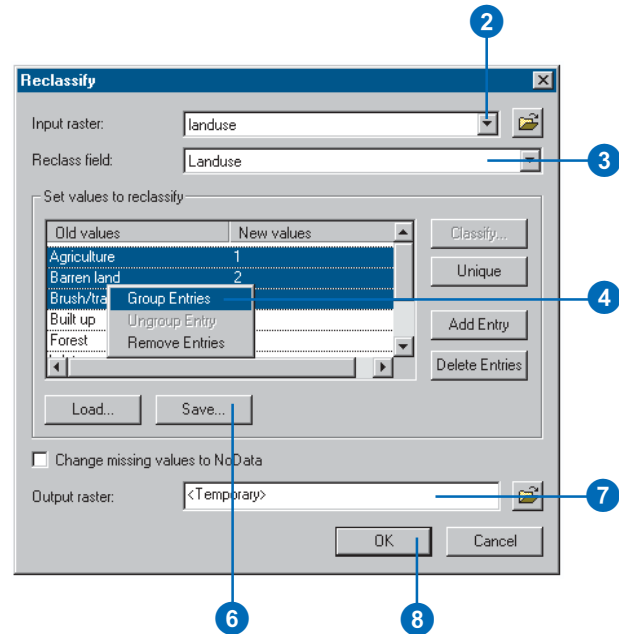 2
Reclassify
Input raster: landuse
Reclass field: Landuse
3
Set values to reclassify
Old values New values
Classify...
Agriculture 1
Barren land 2
Unique
Brush/tra
Group Entries
4
Built up
Ungroup Entry
Add Entry
Forest
Remove Entries
Delete Entries
Load... Save...
Change missing values to NoData
Output raster: <Temporary>
7
OK Cancel
6
8